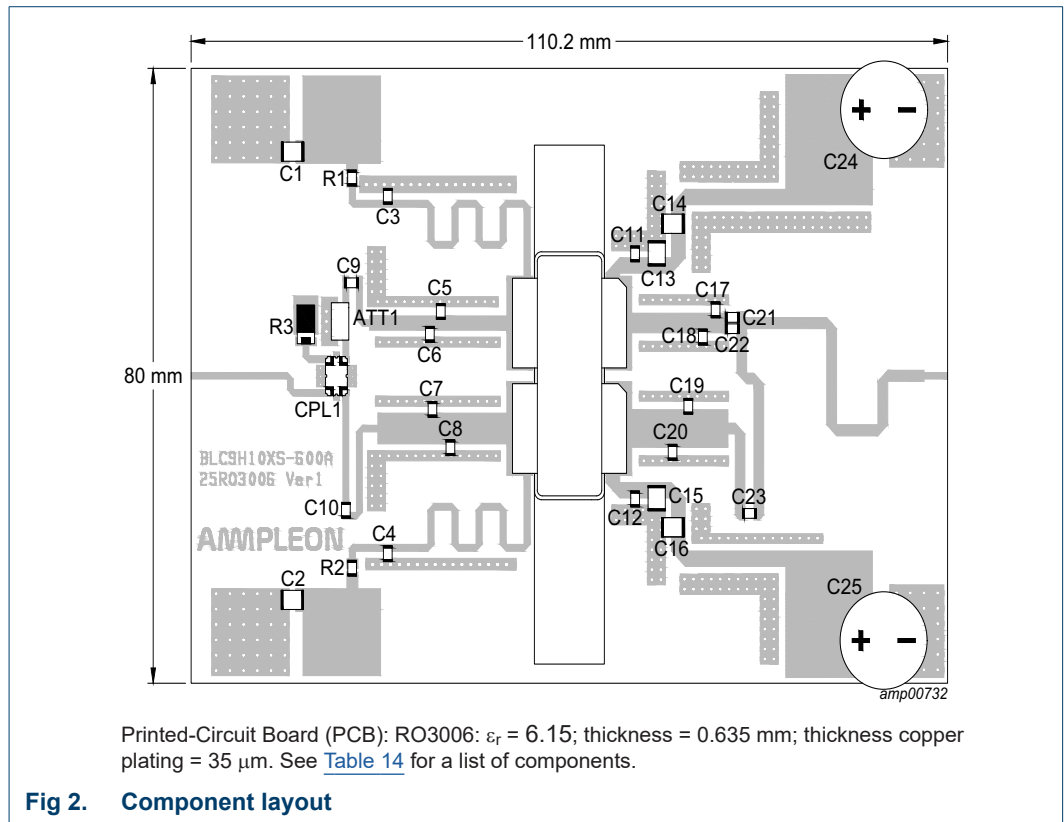 110.2 mm
80 mm
C1
R1
C3
C24
C14
C11
C13
C9
C5
C17
ATT1
C21
R3
C6
C18
C22
CPL1
C7
C19
C8
C20
BLC9H10XS-600A
25RO3006 Ver1
C10
C15
C23
C12
AMPLEON
C4
C16
R2
C2
C25
amp00732
Printed-Circuit Board (PCB): RO3006: εr = 6.15; thickness = 0.635 mm; thickness copper
plating = 35 μm. See Table 14 for a list of components.
Fig 2. Component layout